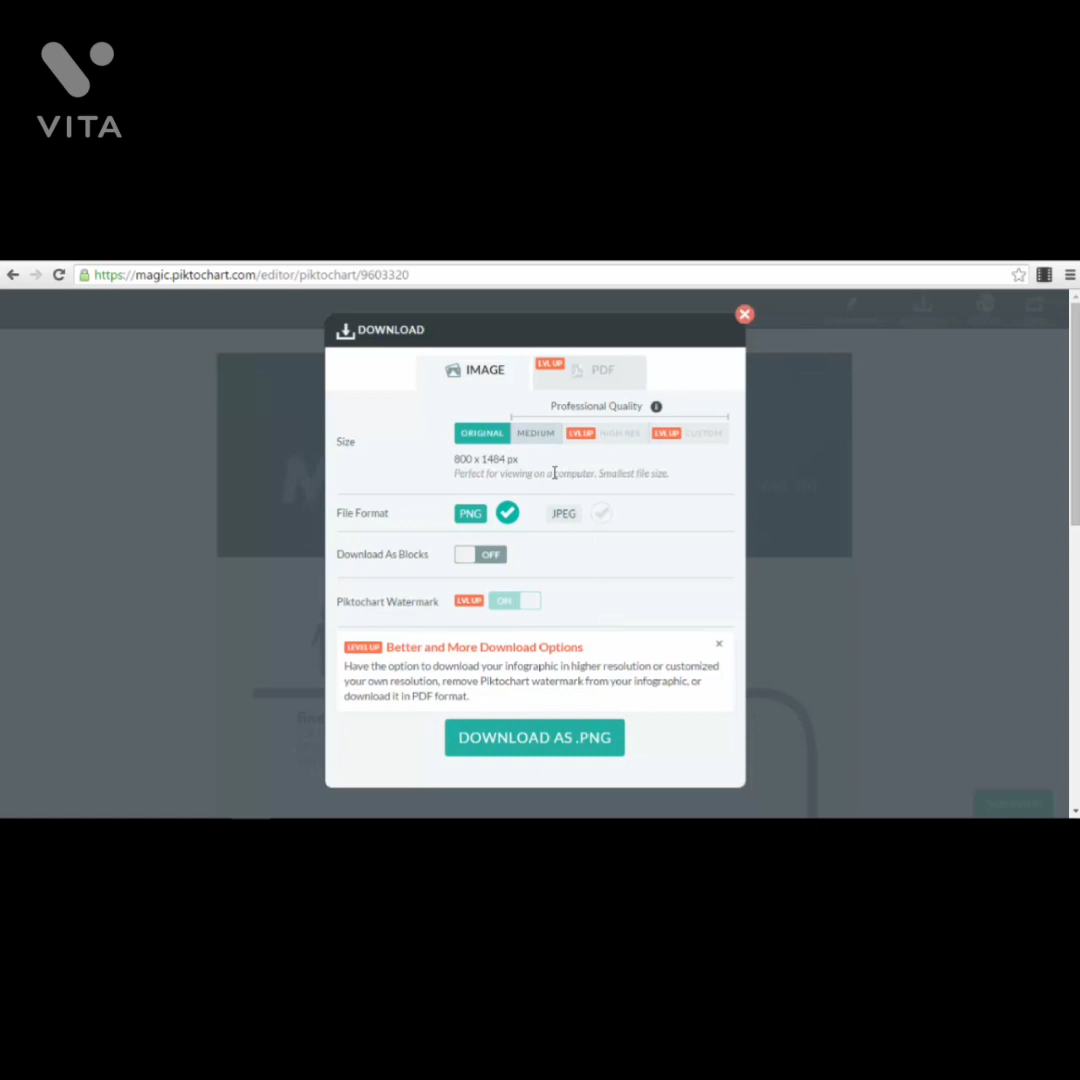 VITA
https://magic.piktochart.com/editor/piktochart/9603320
DOWNLOAD
IMAGE
LVL UP PDF
Professional Quality
Size
ORIGINAL MEDIUM LVL UP HIGH RES LVL UP CUSTOM
800 x 1484 px
Perfect for viewing on a computer. Smallest file size.
File Format PNG JPEG
Download As Blocks OFF
Piktochart Watermark LVL UP ON
LEVEL UP Better and More Download Options
Have the option to download your infographic in higher resolution or customized
your own resolution, remove Piktochart watermark from your infographic, or
download it in PDF format.
DOWNLOAD AS .PNG